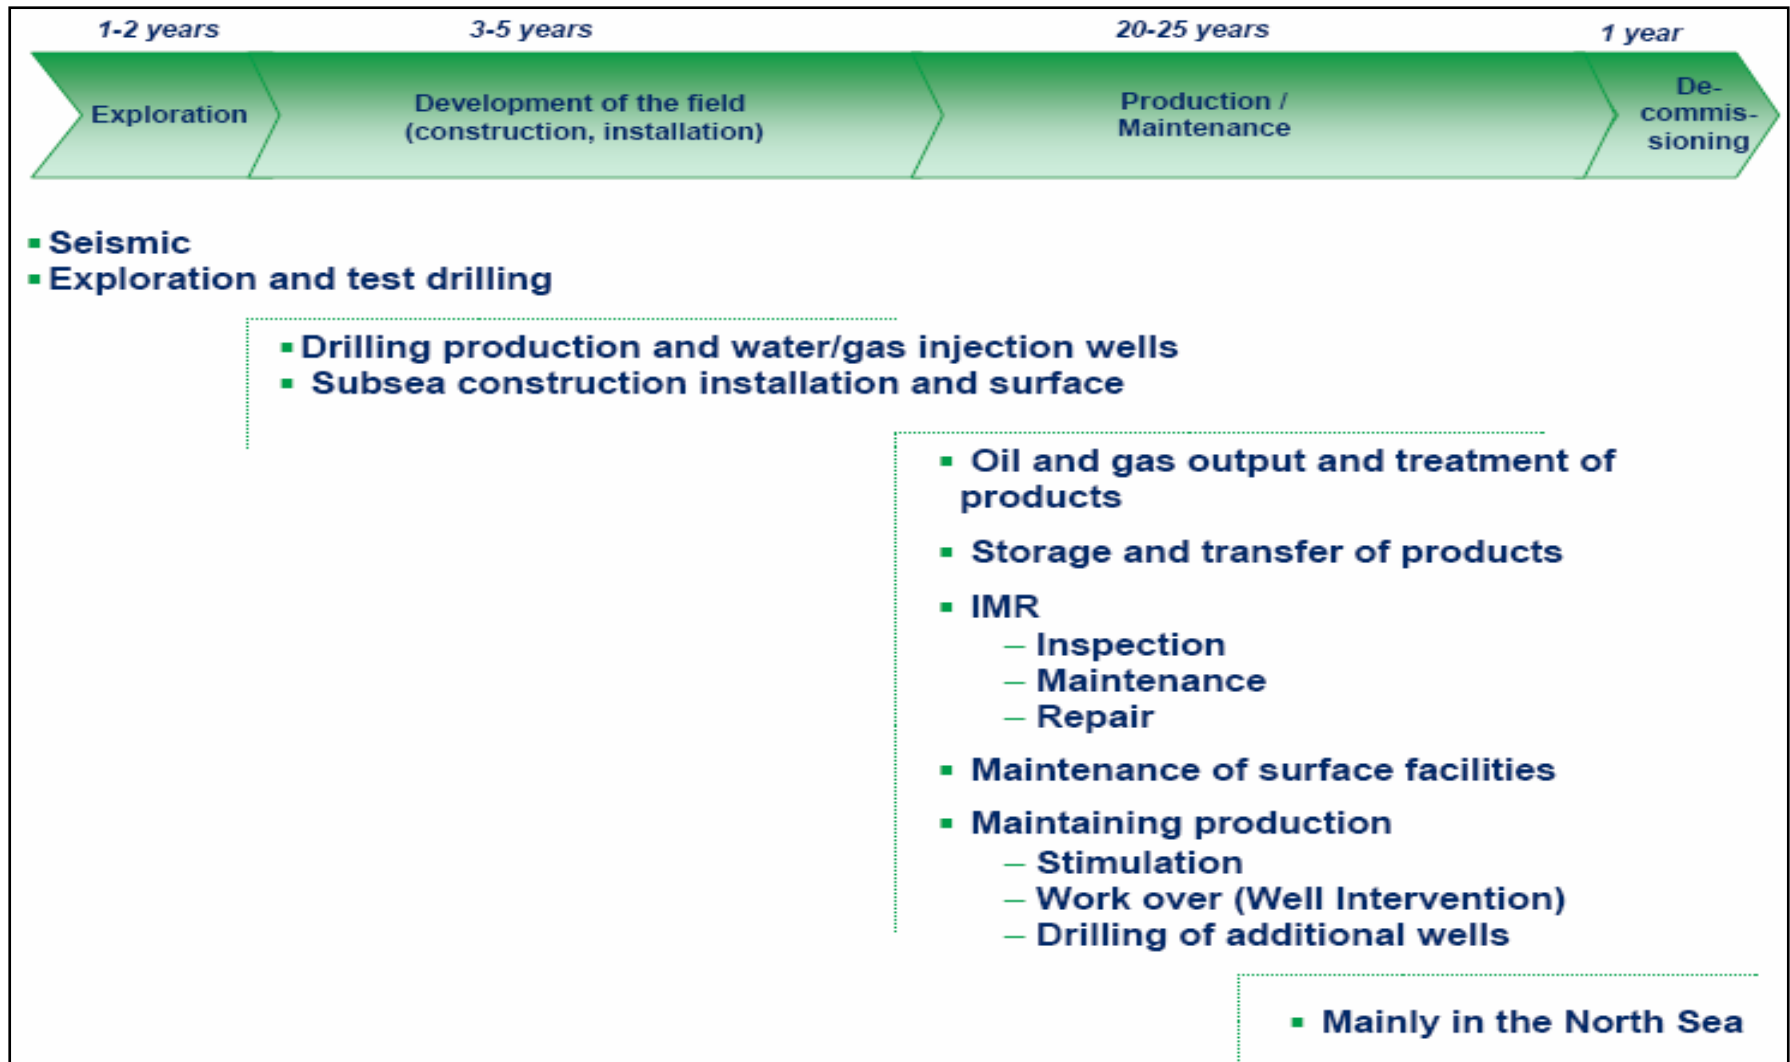 1-2 years
3-5 years
20-25 years
1 year
Exploration
Development of the field
(construction, installation)
Production /
Maintenance
De-
commis-
sioning
▪ Seismic
▪ Exploration and test drilling
▪ Drilling production and water/gas injection wells
▪ Subsea construction installation and surface
▪ Oil and gas output and treatment of
products
▪ Storage and transfer of products
▪ IMR
– Inspection
– Maintenance
– Repair
▪ Maintenance of surface facilities
▪ Maintaining production
– Stimulation
– Work over (Well Intervention)
– Drilling of additional wells
▪ Mainly in the North Sea